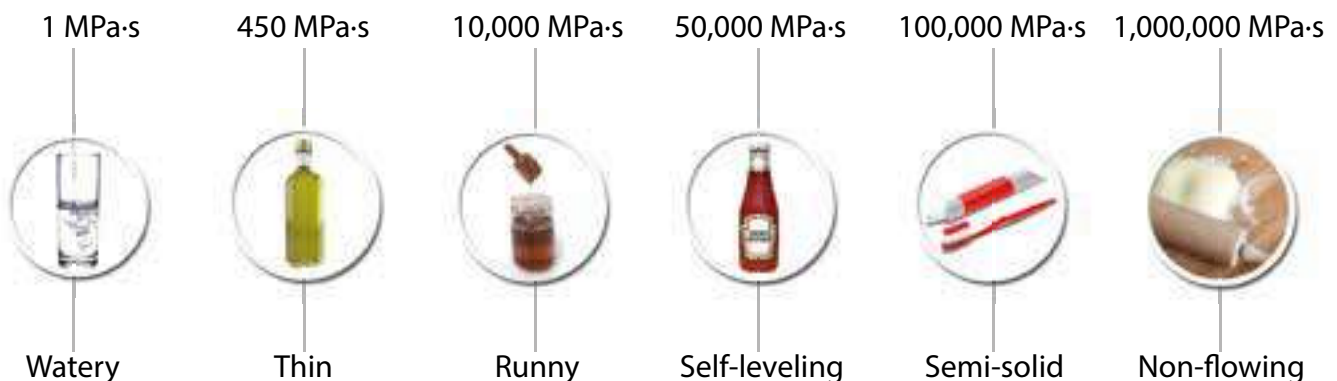 1 MPa·s 450 MPa·s 10,000 MPa·s 50,000 MPa·s 100,000 MPa·s 1,000,000 MPa·s
Watery Thin Runny Self-leveling Semi-solid Non-flowing